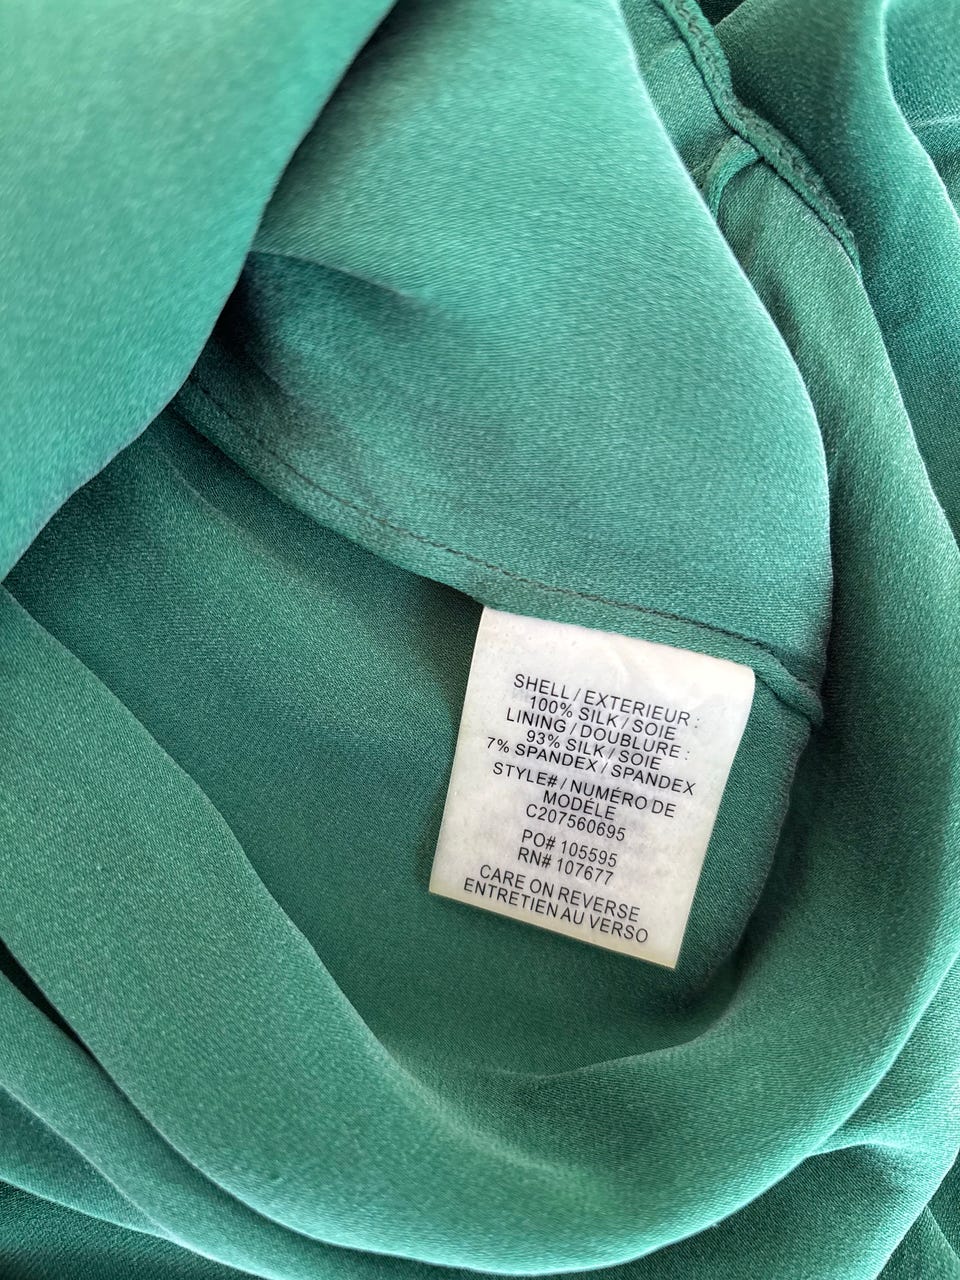 SHELL / EXTERIEUR :
100% SILK / SOIE
LINING / DOUBLURE :
93% SILK / SOIE
7% SPANDEX / SPANDEX
STYLE# / NUMÉRO DE
MODÉLE
C207560695
PO# 105595
RN# 107677
CARE ON REVERSE
ENTRETIEN AU VERSO